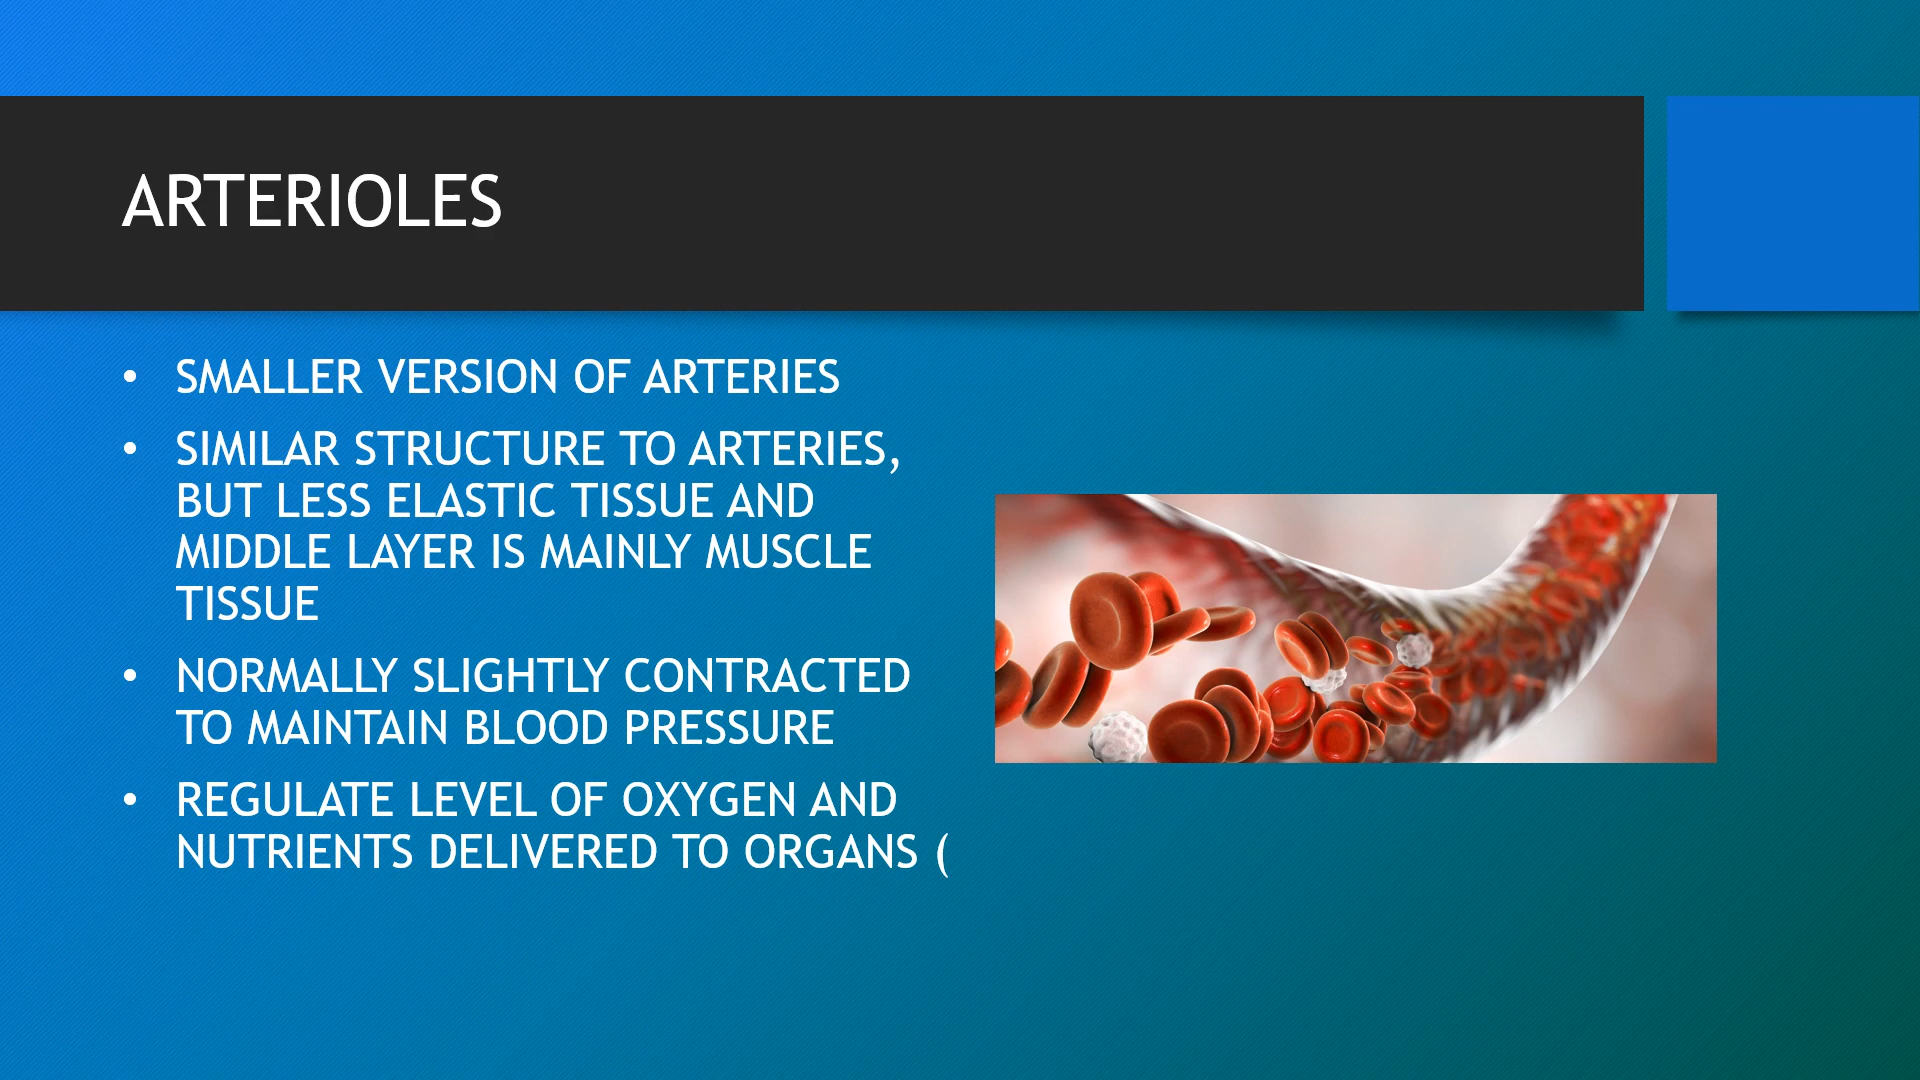 ARTERIOLES
• SMALLER VERSION OF ARTERIES
• SIMILAR STRUCTURE TO ARTERIES,
BUT LESS ELASTIC TISSUE AND
MIDDLE LAYER IS MAINLY MUSCLE
TISSUE
• NORMALLY SLIGHTLY CONTRACTED
TO MAINTAIN BLOOD PRESSURE
• REGULATE LEVEL OF OXYGEN AND
NUTRIENTS DELIVERED TO ORGANS (